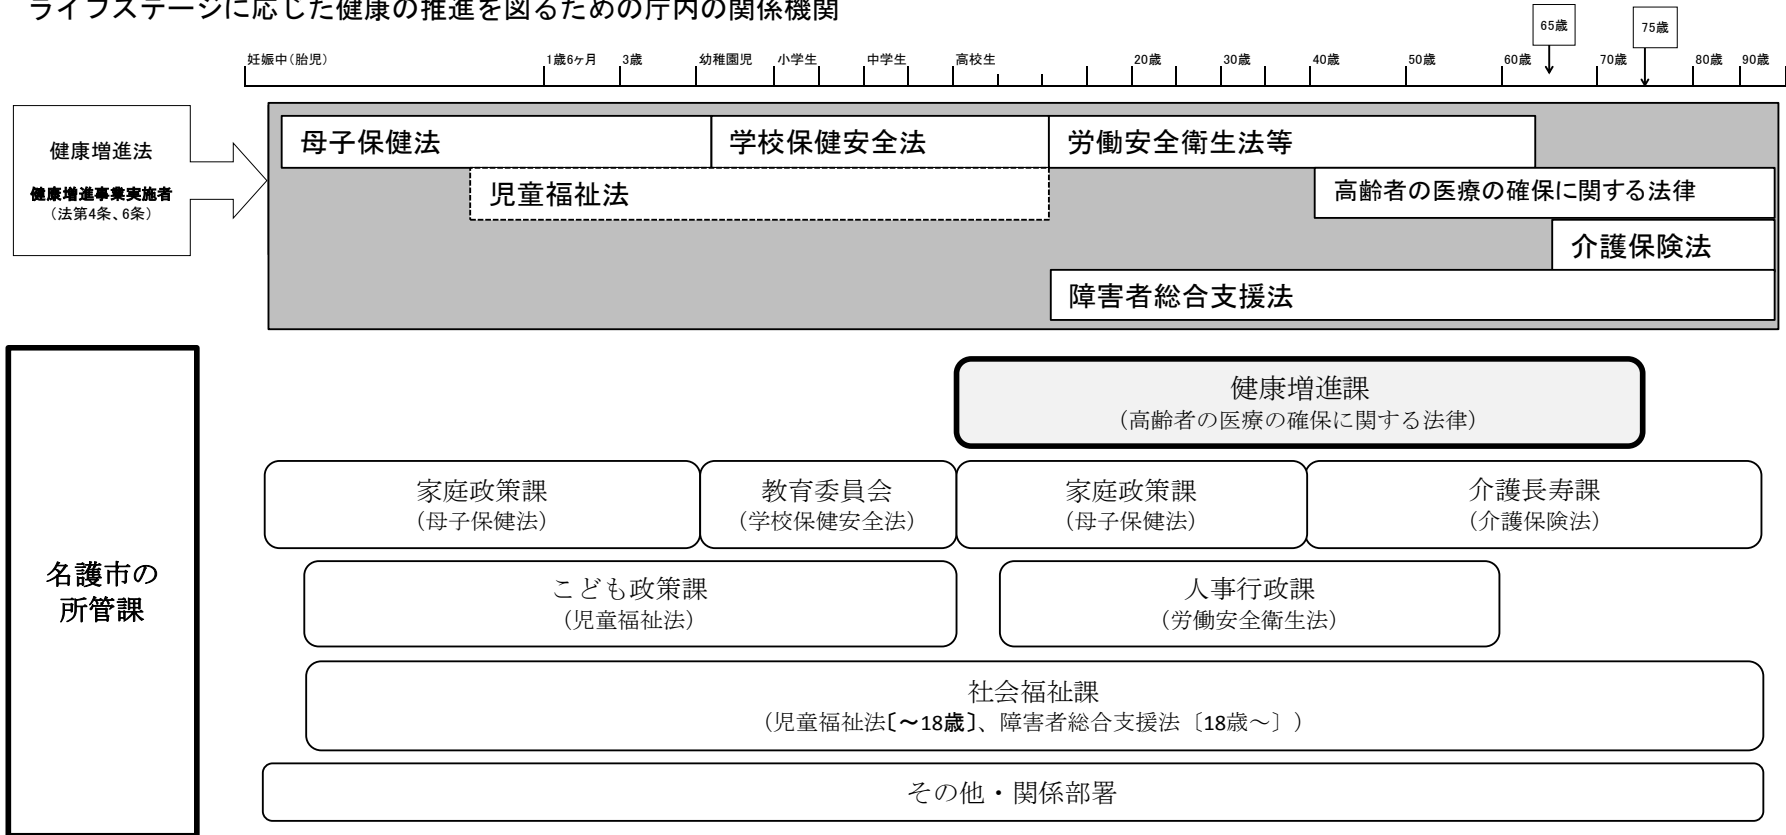 ライフステージに応じた健康の推進を図るための庁内の関係機関
65歳
75歳
妊娠中(胎児)
1歳6ヶ月
3歳
幼稚園児
小学生
中学生
高校生
20歳
30歳
40歳
50歳
60歳
70歳
80歳
90歳
健康増進法
健康増進事業実施者
(法第4条、6条)
母子保健法
学校保健安全法
労働安全衛生法等
児童福祉法
高齢者の医療の確保に関する法律
介護保険法
障害者総合支援法
名護市の
所管課
健康増進課
(高齢者の医療の確保に関する法律)
家庭政策課
(母子保健法)
教育委員会
(学校保健安全法)
家庭政策課
(母子保健法)
介護長寿課
(介護保険法)
こども政策課
(児童福祉法)
人事行政課
(労働安全衛生法)
社会福祉課
(児童福祉法〔～18歳〕、障害者総合支援法〔18歳～〕)
その他・関係部署